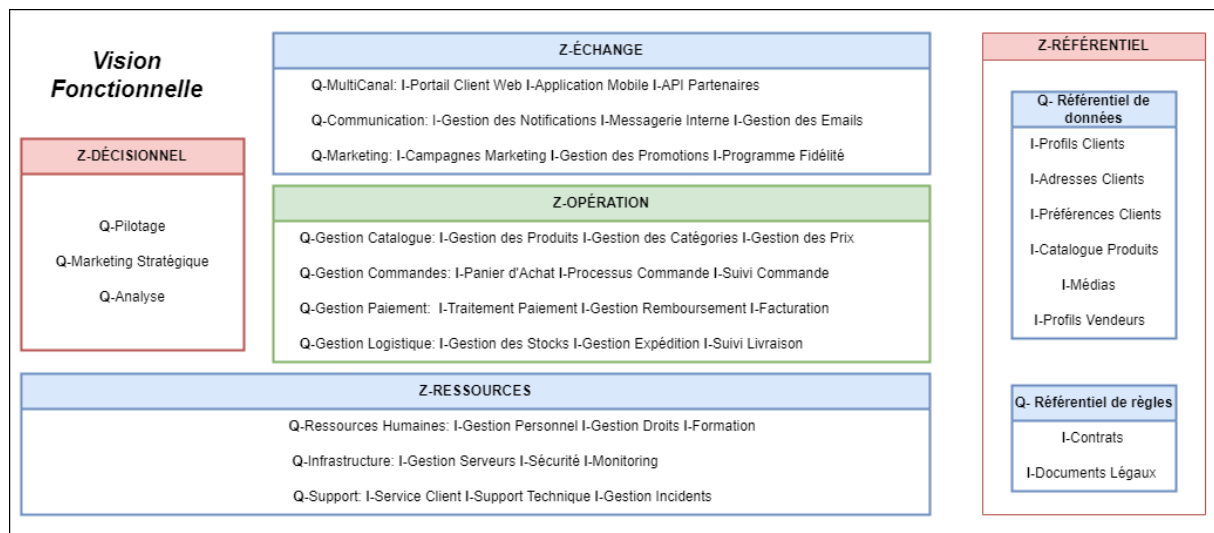 Vision
Fonctionnelle
Z-DÉCISIONNEL
Q-Pilotage
Q-Marketing Stratégique
Q-Analyse
Z-ÉCHANGE
Q-MultiCanal: I-Portail Client Web I-Application Mobile I-API Partenaires
Q-Communication: I-Gestion des Notifications I-Messagerie Interne I-Gestion des Emails
Q-Marketing: I-Campagnes Marketing I-Gestion des Promotions I-Programme Fidélité
Z-OPÉRATION
Q-Gestion Catalogue: I-Gestion des Produits I-Gestion des Catégories I-Gestion des Prix
Q-Gestion Commandes: I-Panier d'Achat I-Processus Commande I-Suivi Commande
Q-Gestion Paiement: I-Traitement Paiement I-Gestion Remboursement I-Facturation
Q-Gestion Logistique: I-Gestion des Stocks I-Gestion Expédition I-Suivi Livraison
Z-RESSOURCES
Q-Ressources Humaines: I-Gestion Personnel I-Gestion Droits I-Formation
Q-Infrastructure: I-Gestion Serveurs I-Sécurité I-Monitoring
Q-Support: I-Service Client I-Support Technique I-Gestion Incidents
Z-RÉFÉRENTIEL
Q- Référentiel de
données
I-Profils Clients
I-Adresses Clients
I-Préférences Clients
I-Catalogue Produits
I-Médias
I-Profils Vendeurs
Q- Référentiel de règles
I-Contrats
I-Documents Légaux